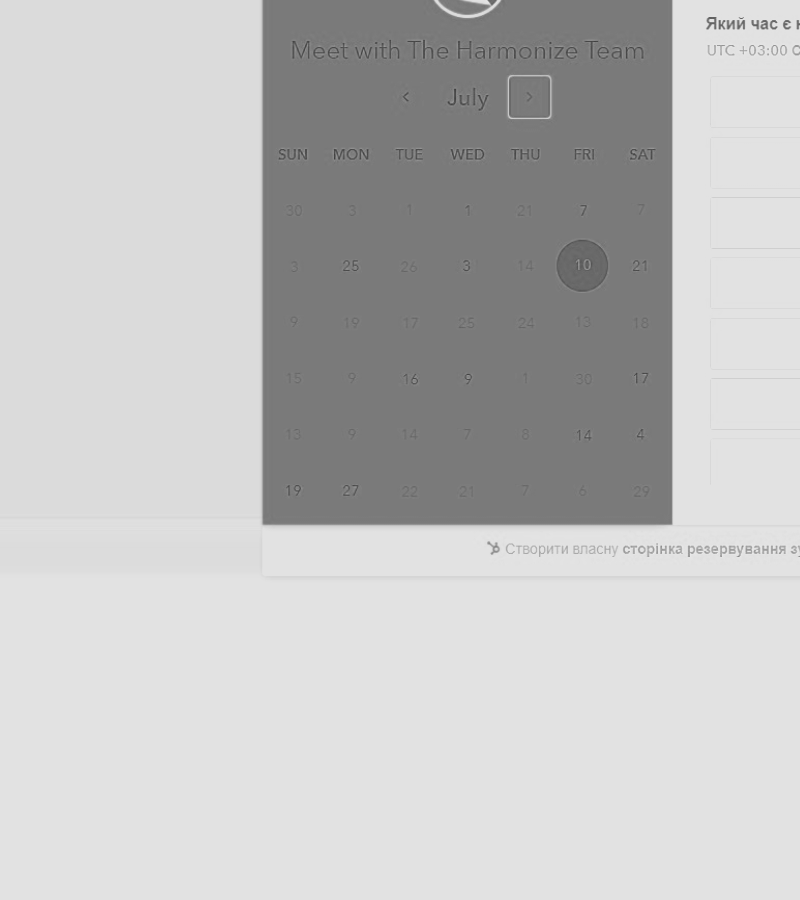 Meet with The Harmonize Team
July
SUN MON TUE WED THU FRI SAT
30 3 1 1 21 7 7
3 25 26 3 14 10 21
9 19 17 25 24 13 18
15 9 16 9 1 30 17
13 9 14 7 8 14 4
19 27 22 21 7 6 29
Який час є
UTC +03:00
Створити власну сторінка резервування